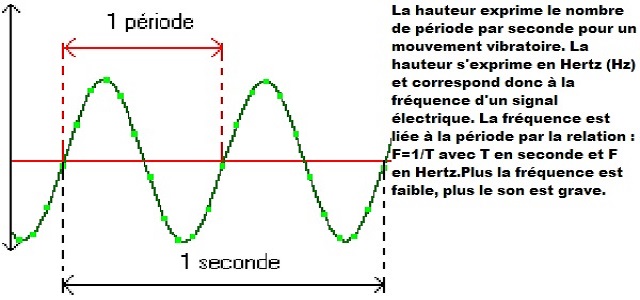 1 période
1 seconde
La hauteur exprime le nombre
de période par seconde pour un
mouvement vibratoire. La
hauteur s'exprime en Hertz (Hz)
et correspond donc à la
fréquence d'un signal
électrique. La fréquence est
liée à la période par la relation :
F=1/T avec T en seconde et F
en Hertz.Plus la fréquence est
faible, plus le son est grave.